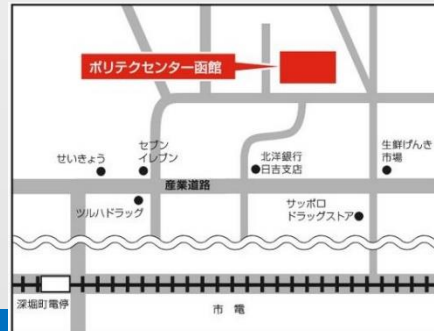 ポリテクセンター函館
せいきょう
セブン
イレブン
北洋銀行
日吉支店
生鮮げんき
市場
産業道路
ツルハドラッグ
サッポロ
ドラッグストア
深堀町電停
市電